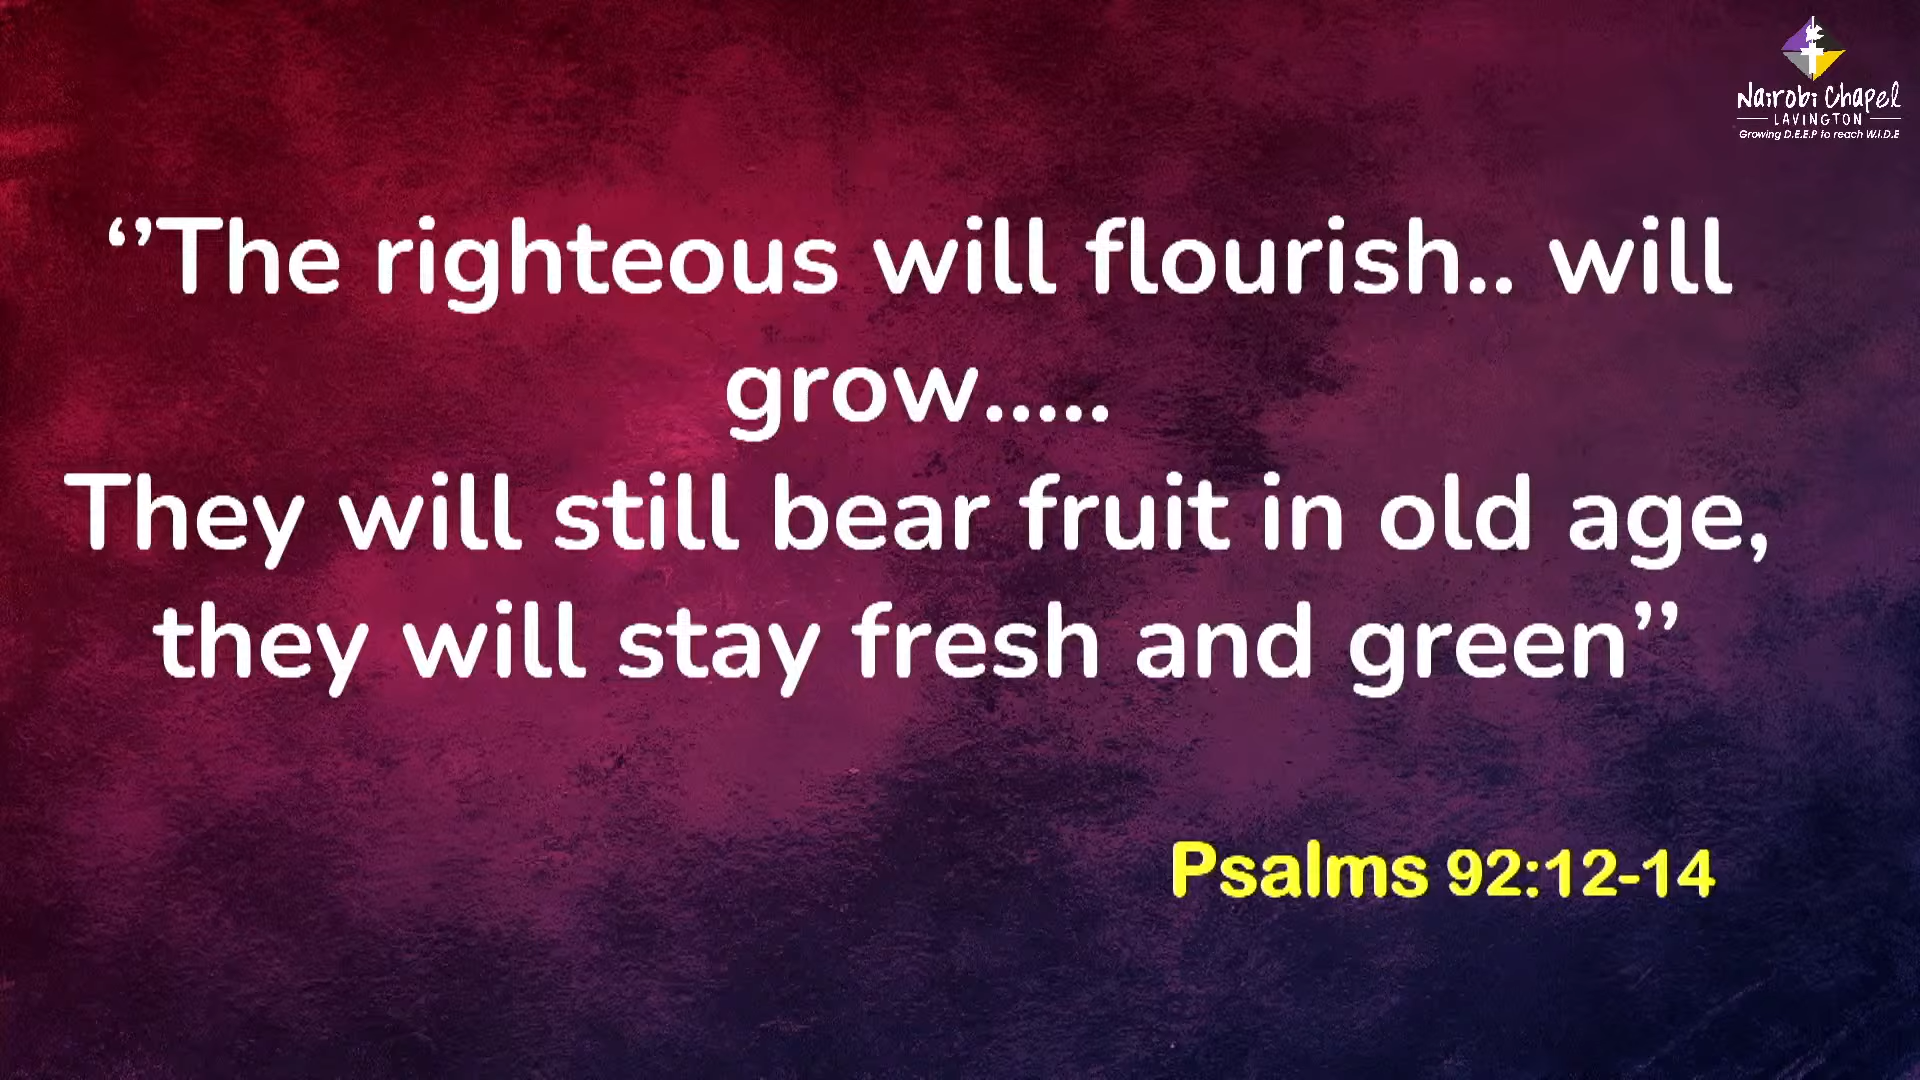 Nairobi Chapel
LAVINGTON
Growing D.E.E.P to reach W.I.D.E
‘’The righteous will flourish.. will
grow.....
They will still bear fruit in old age,
they will stay fresh and green’’
Psalms 92:12-14